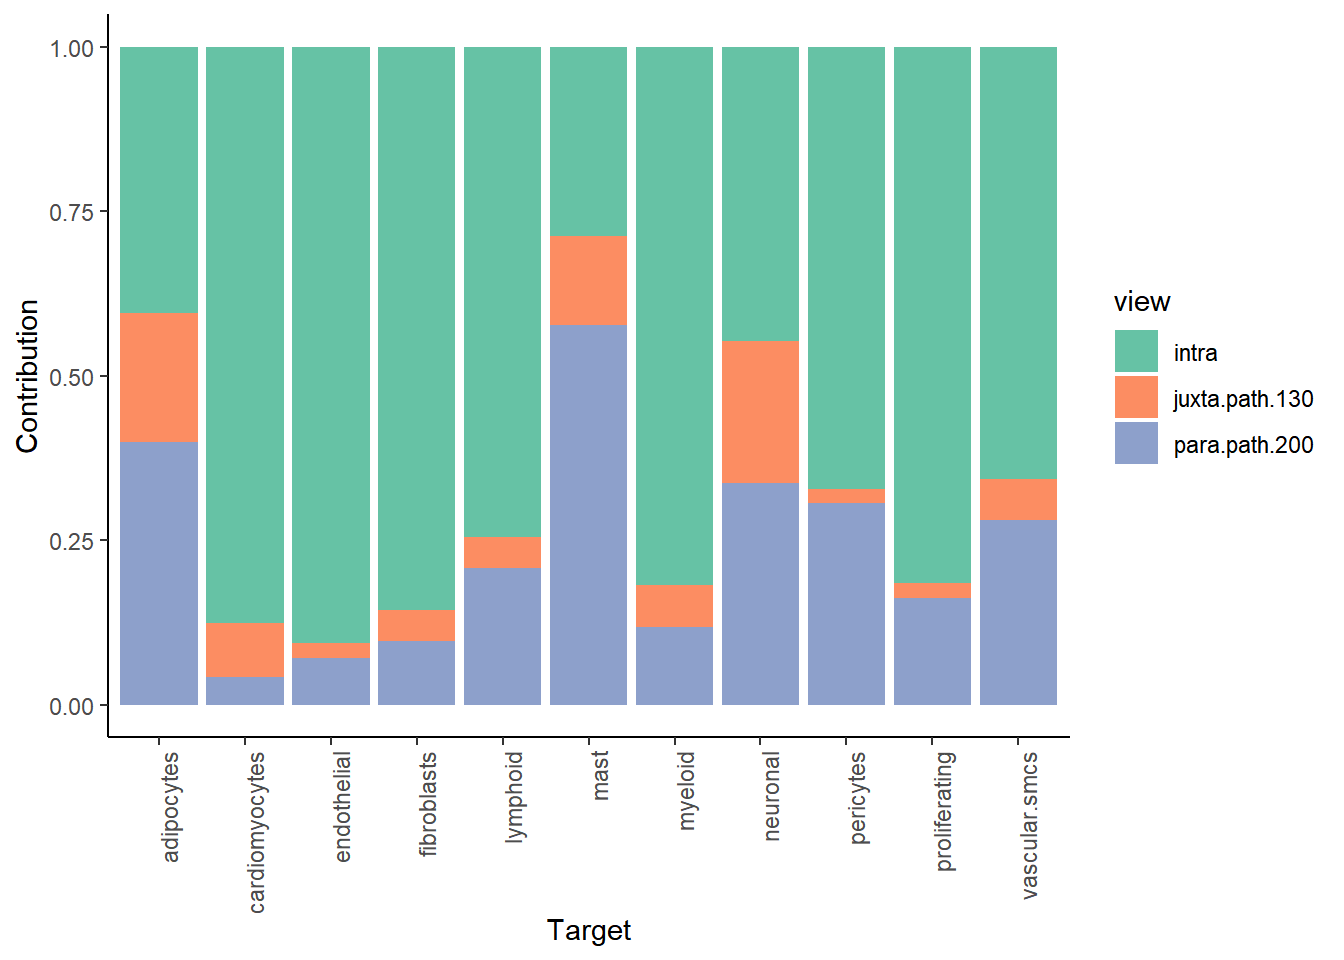 1.00
0.75
0.50
0.25
0.00
Contribution
adipocytes
cardiomyocytes
endothelial
fibroblasts
lymphoid
mast
myeloid
neuronal
pericytes
proliferating
vascular.smcs
Target
view
intra
juxta.path.130
para.path.200